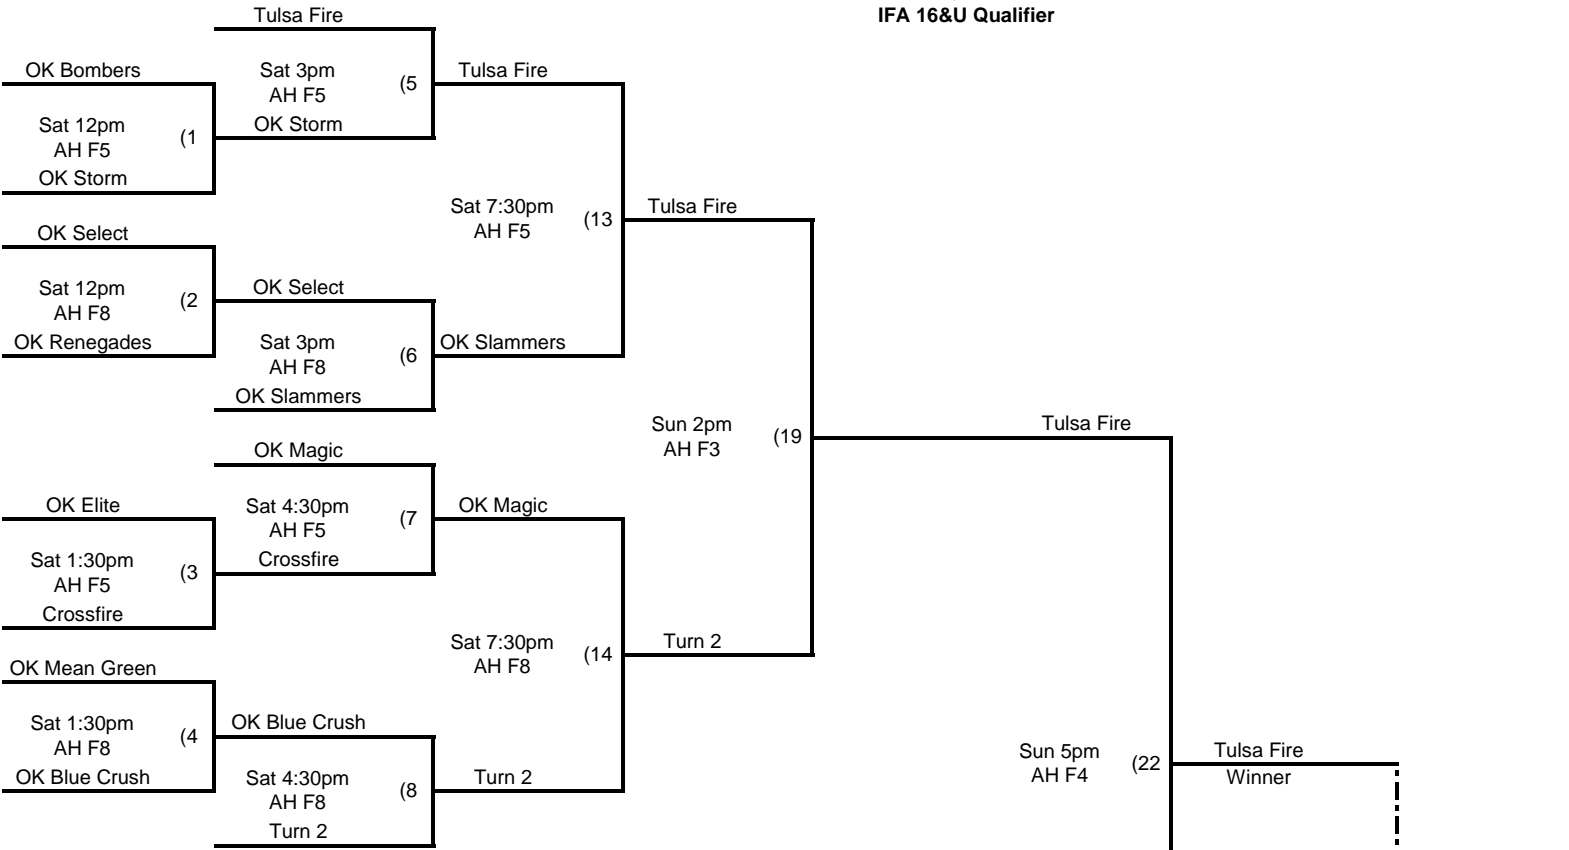 Tulsa Fire
IFA 16&U Qualifier
OK Bombers
Sat 3pm
AH F5
(5
Tulsa Fire
Sat 12pm
AH F5
(1
OK Storm
OK Storm
Sat 7:30pm
AH F5
(13
Tulsa Fire
OK Select
Sat 12pm
AH F8
(2
OK Select
OK Renegades
Sat 3pm
AH F8
(6
OK Slammers
OK Slammers
Sun 2pm
AH F3
(19
Tulsa Fire
OK Magic
OK Elite
Sat 4:30pm
AH F5
(7
OK Magic
Crossfire
Sat 1:30pm
AH F5
(3
Crossfire
Sat 7:30pm
AH F8
(14
Turn 2
OK Mean Green
Sat 1:30pm
AH F8
(4
OK Blue Crush
OK Blue Crush
Sat 4:30pm
AH F8
(8
Turn 2
Turn 2
Sun 5pm
AH F4
(22
Tulsa Fire
Winner